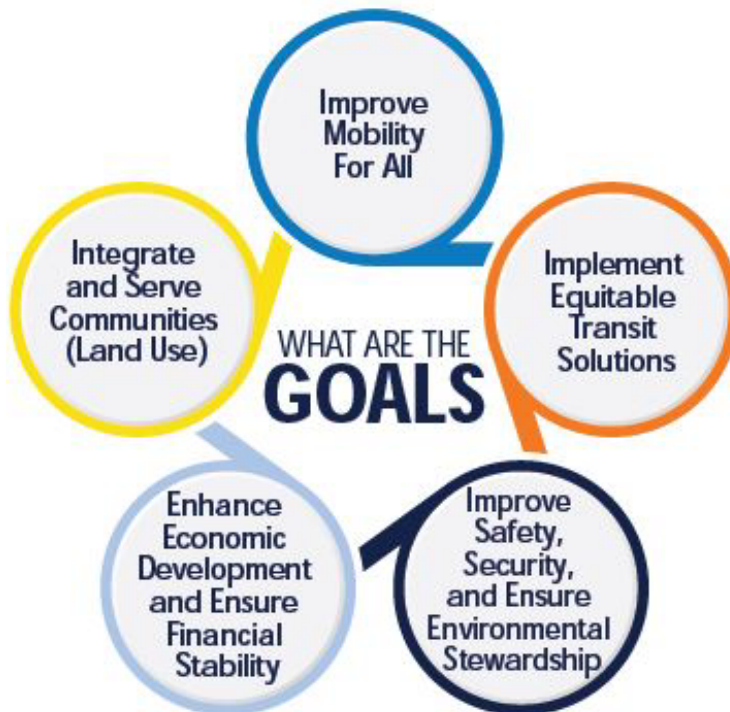 Improve
Mobility
For All
Integrate
and Serve
Communities
(Land Use)
Implement
Equitable
Transit
Solutions
WHAT ARE THE
GOALS
Enhance
Economic
Development
and Ensure
Financial
Stability
Improve
Safety,
Security,
and Ensure
Environmental
Stewardship